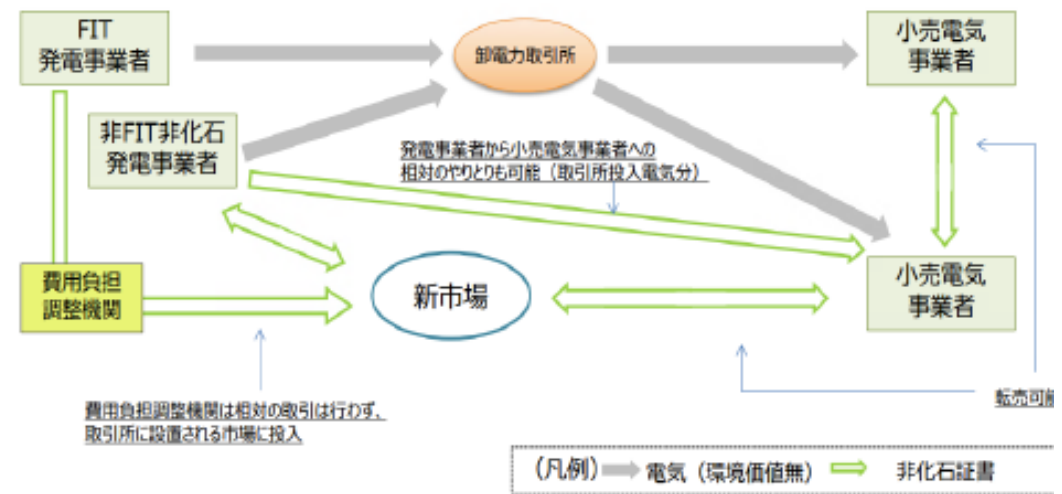 FIT
発電事業者
卸電力取引所
小売電気
事業者
非FIT非化石
発電事業者
発電事業者から小売電気事業者への
相対のやりとりも可能（取引所投入電気分）
費用負担
調整機関
新市場
小売電気
事業者
費用負担調整機関は相対の取引は行わず、
取引所に設置される市場に投入
転売可能
（凡例） 電気（環境価値無） 非化石証書